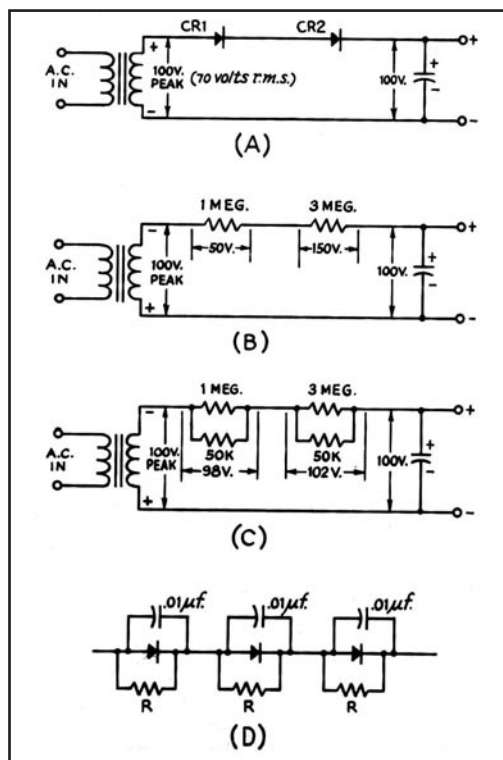 CR1 CR2
+ + +
A.C.
IN
100V.
PEAK
(70 volts r.m.s.)
100V.
- - -
(A)
1 MEG. 3 MEG.
- +
50V. 150V.
A.C.
IN
100V.
PEAK
100V.
+
-
+ -
(B)
1 MEG. 3 MEG.
- +
50K 50K
A.C.
IN
100V.
PEAK
98V. 102V.
100V.
+
-
+ -
(C)
.01µf. .01µf. .01µf.
R R R
(D)